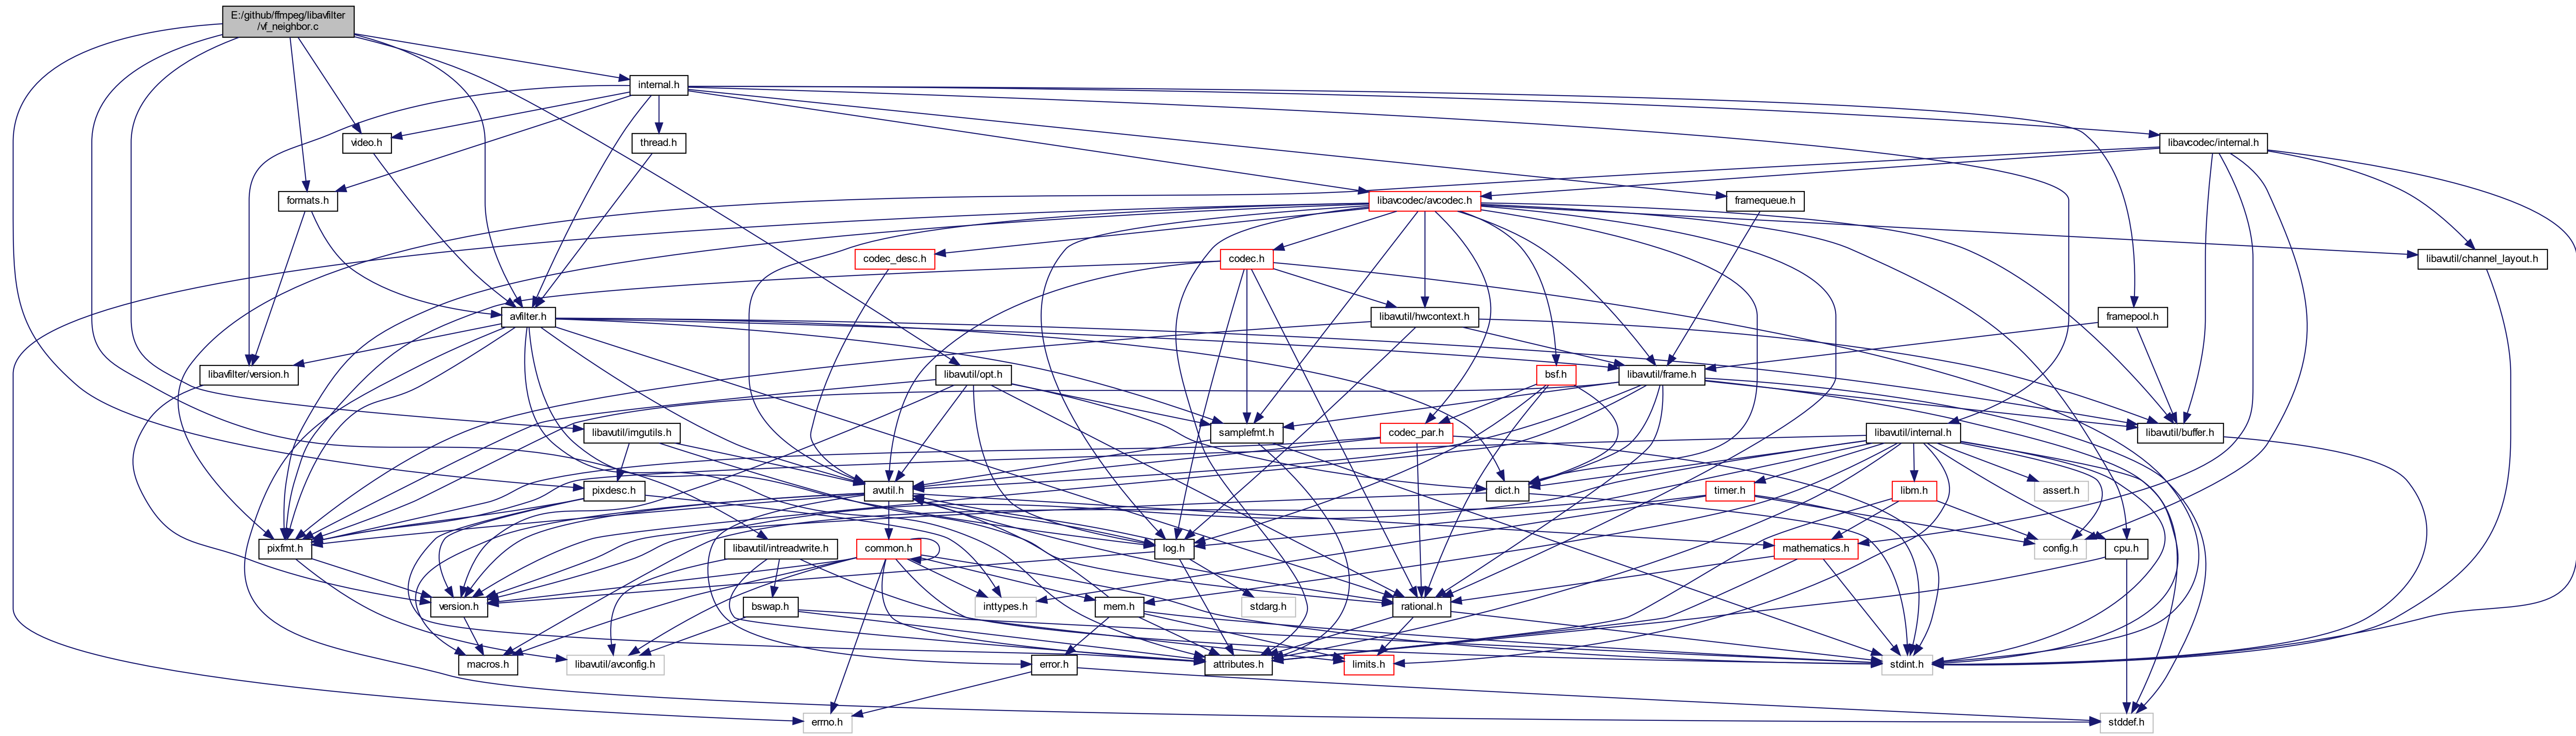 E:/github/ffmpeg/libavfilter
/vf_neighbor.c
internal.h
video.h
thread.h
libavcodec/internal.h
formats.h
libavcodec/avcodec.h
framequeue.h
codec_desc.h
codec.h
libavutil/channel_layout.h
avfilter.h
libavutil/hwcontext.h
framepool.h
libavfilter/version.h
libavutil/opt.h
bsf.h
libavutil/frame.h
libavutil/imgutils.h
samplefmt.h
codec_par.h
libavutil/internal.h
libavutil/buffer.h
pixdesc.h
avutil.h
dict.h
timer.h
libm.h
assert.h
pixfmt.h
libavutil/intreadwrite.h
common.h
log.h
mathematics.h
config.h
cpu.h
version.h
bswap.h
inttypes.h
mem.h
stdarg.h
rational.h
macros.h
libavutil/avconfig.h
error.h
attributes.h
limits.h
stdint.h
errno.h
stddef.h